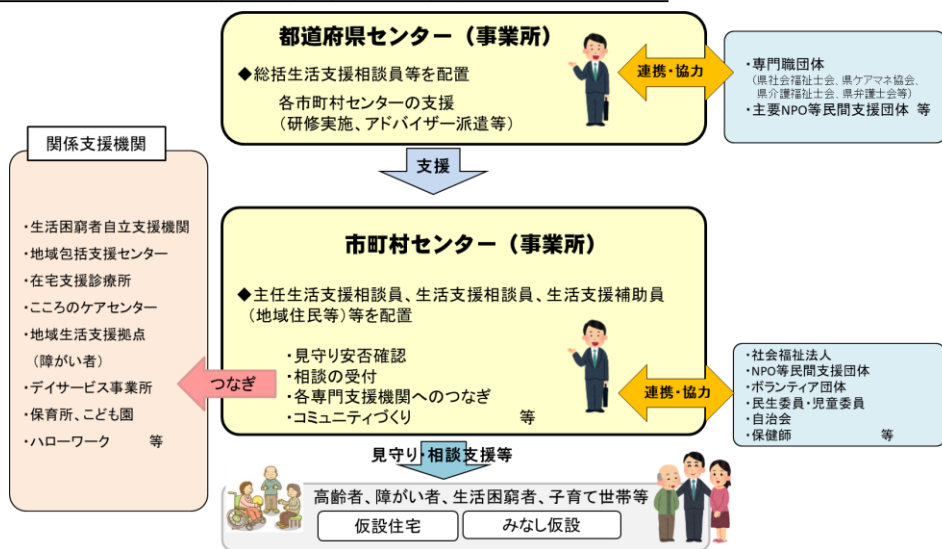 都道府県センター（事業所）
◆総括生活支援相談員等を配置
各市町村センターの支援
（研修実施、アドバイザー派遣等）
連携・協力
・専門職団体
（県社会福祉士会、県ケアマネ協会、
県介護福祉士会、県弁護士会等）
・主要NPO等民間支援団体 等
支援
関係支援機関
・生活困窮者自立支援機関
・地域包括支援センター
・在宅支援診療所
・こころのケアセンター
・地域生活支援拠点
（障がい者）
・デイサービス事業所
・保育所、こども園
・ハローワーク 等
つなぎ
市町村センター（事業所）
◆主任生活支援相談員、生活支援相談員、生活支援補助員
（地域住民等）等を配置
・見守り安否確認
・相談の受付
・各専門支援機関へのつなぎ
・コミュニティづくり 等
連携・協力
・社会福祉法人
・NPO等民間支援団体
・ボランティア団体
・民生委員・児童委員
・自治会
・保健師 等
見守り・相談支援等
高齢者、障がい者、生活困窮者、子育て世帯等
仮設住宅
みなし仮設